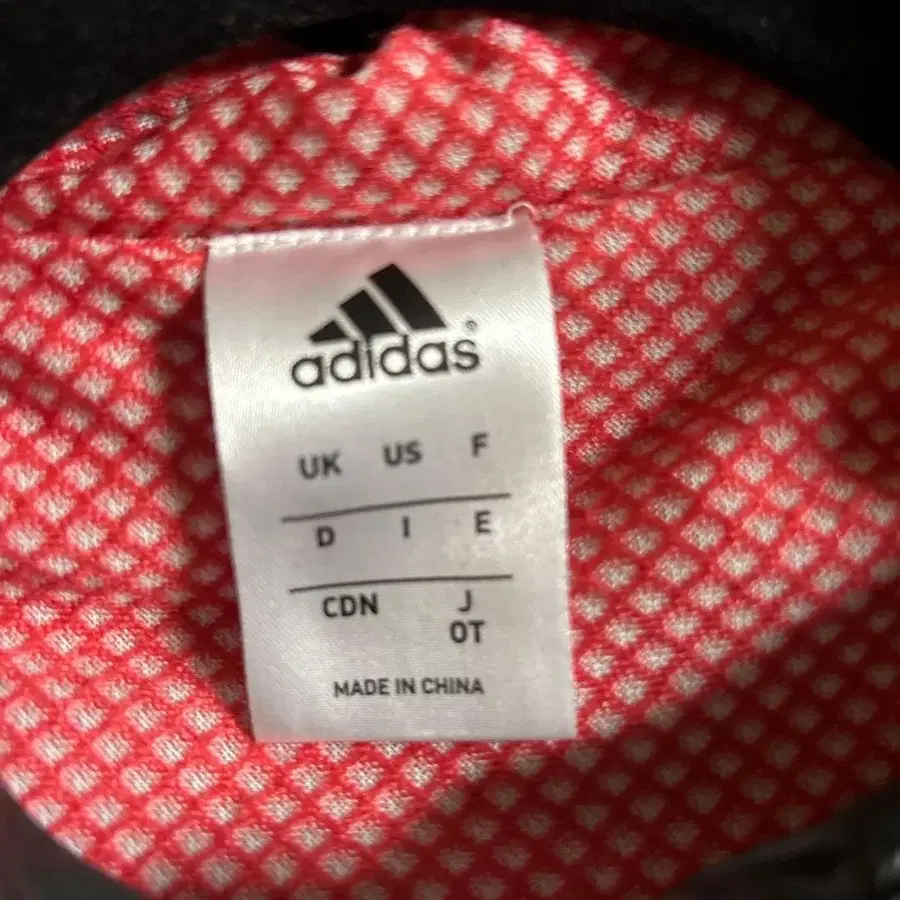 adidas®
UK US F
D I E
CDN J
OT
MADE IN CHINA